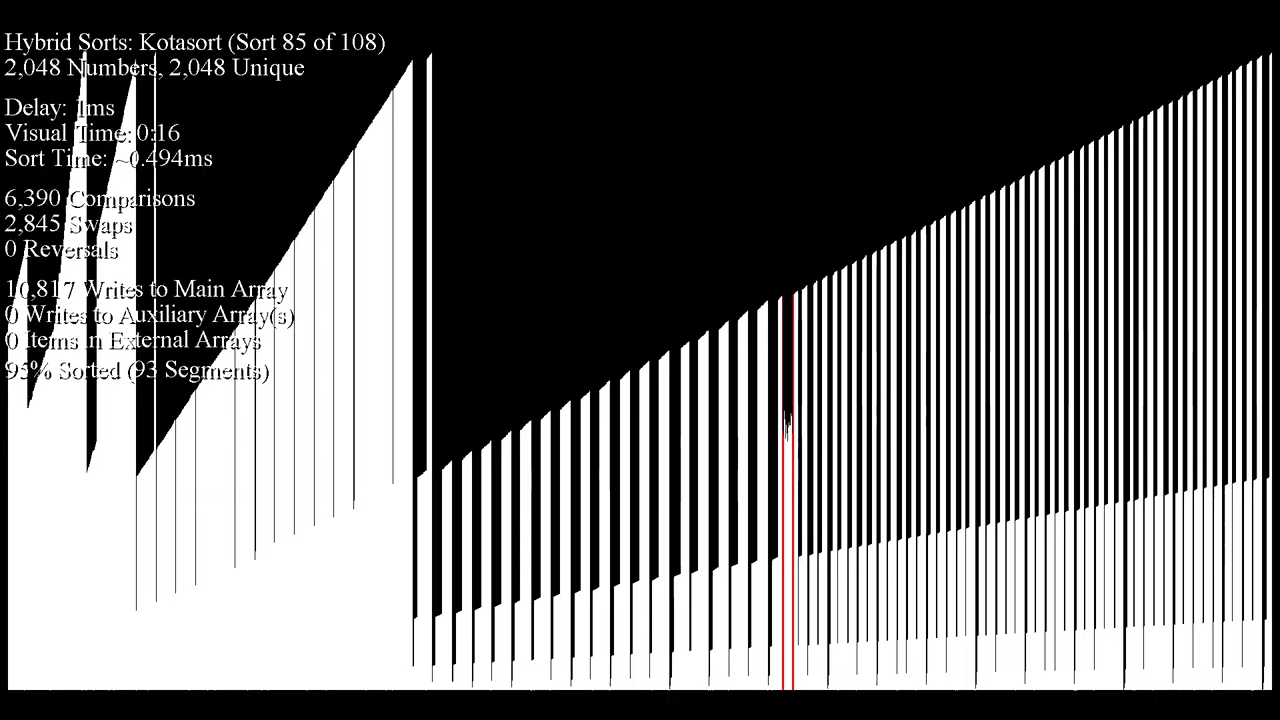 Hybrid Sorts: Kotasort (Sort 85 of 108)
2,048 Numbers, 2,048 Unique
Delay: 1ms
Visual Time: 0:16
Sort Time: ~0.494ms
6,390 Comparisons
2,845 Swaps
0 Reversals
10,817 Writes to Main Array
0 Writes to Auxiliary Array(s)
0 Items in External Arrays
95% Sorted (93 Segments)